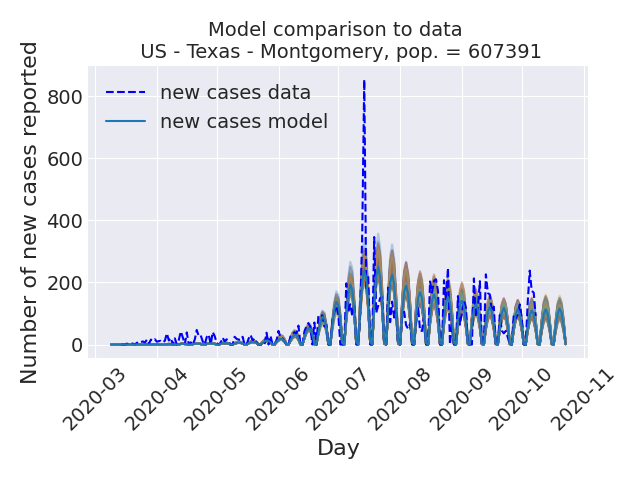 Model comparison to data
US - Texas - Montgomery, pop. = 607391
Number of new cases reported
800
600
400
200
0
new cases data
new cases model
2020-03
2020-04
2020-05
2020-06
2020-07
2020-08
2020-09
2020-10
2020-11
Day